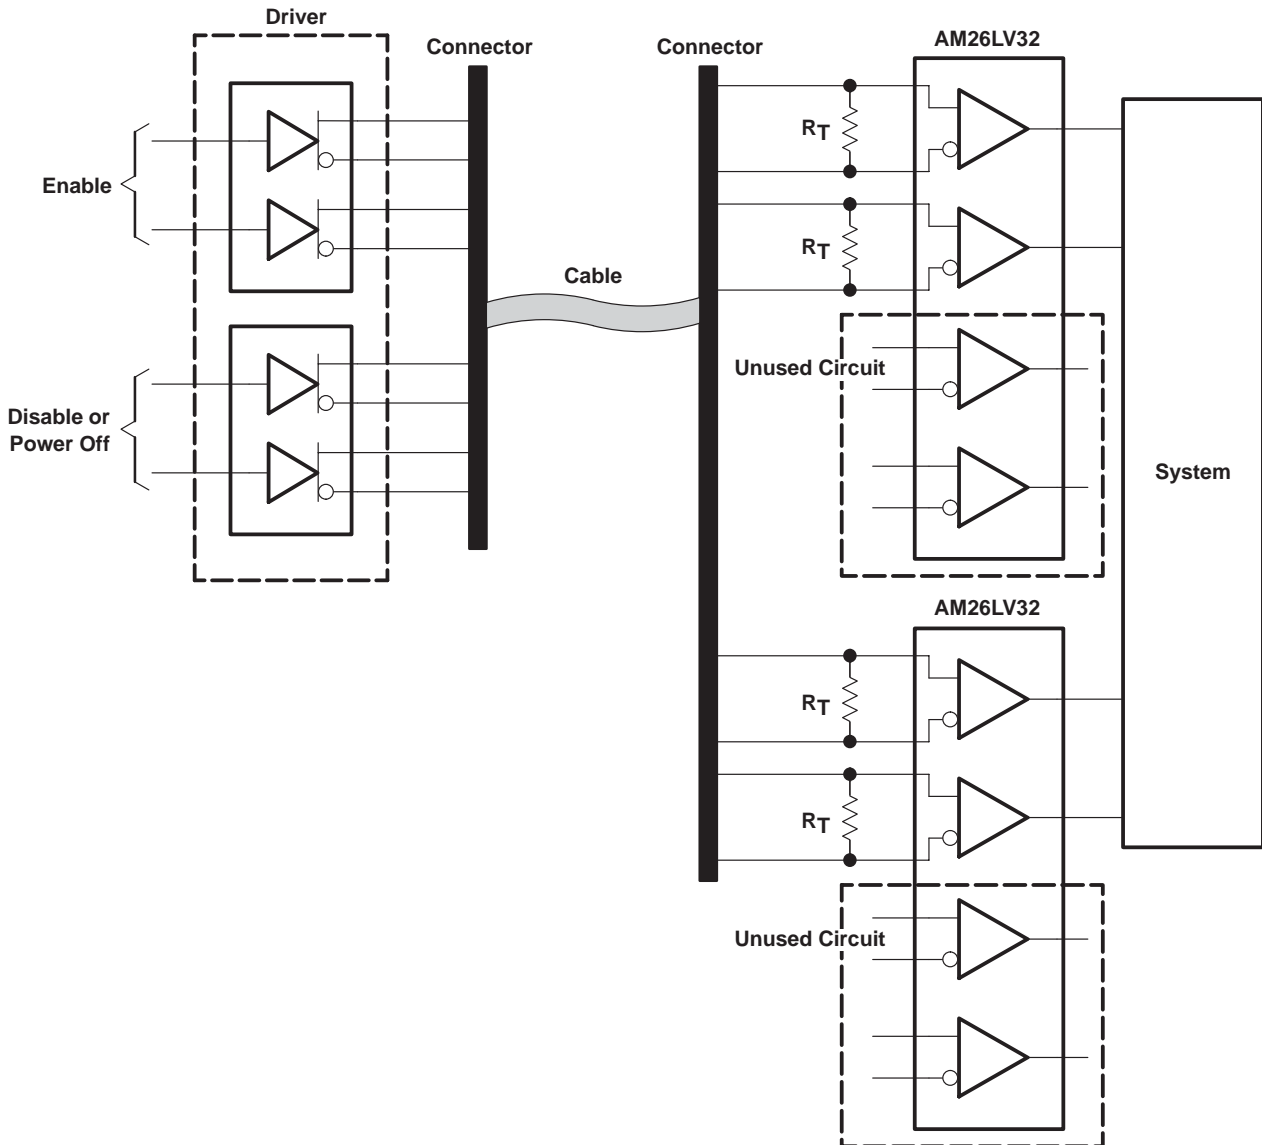 Driver
Connector
Connector
AM26LV32
RT
Enable
RT
Cable
Unused Circuit
Disable or
Power Off
System
AM26LV32
RT
RT
Unused Circuit